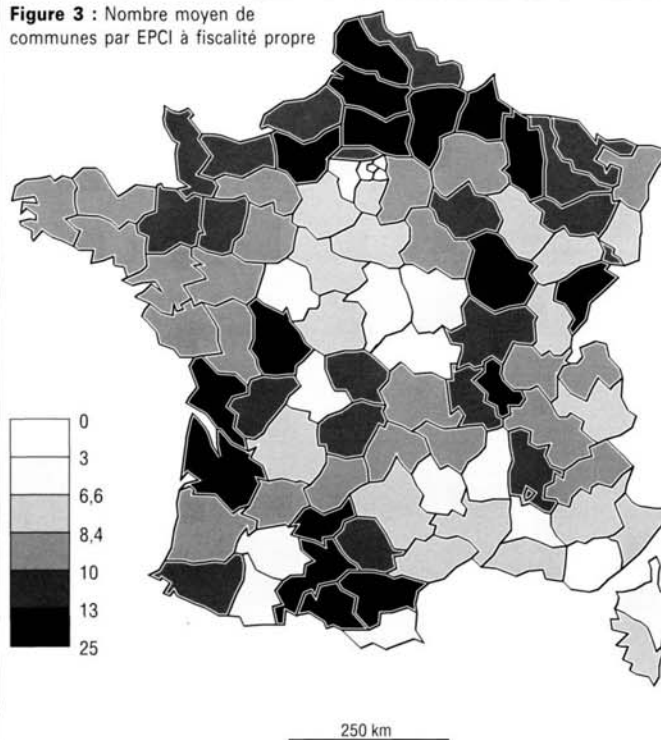 Figure 3 : Nombre moyen de
communes par EPCI à fiscalité propre
0
3
6,6
8,4
10
13
25
250 km